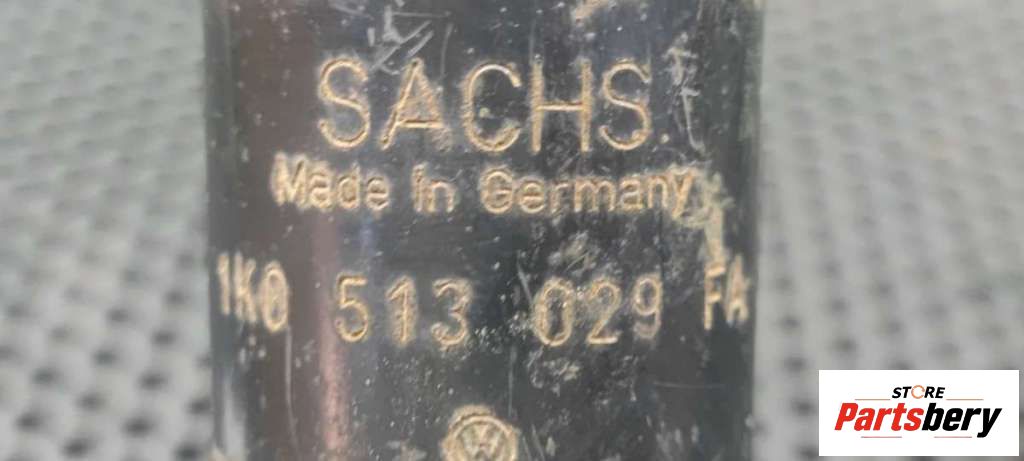 SACHS
Made in Germany
1K0 513 029 FA
STORE
Partsbery